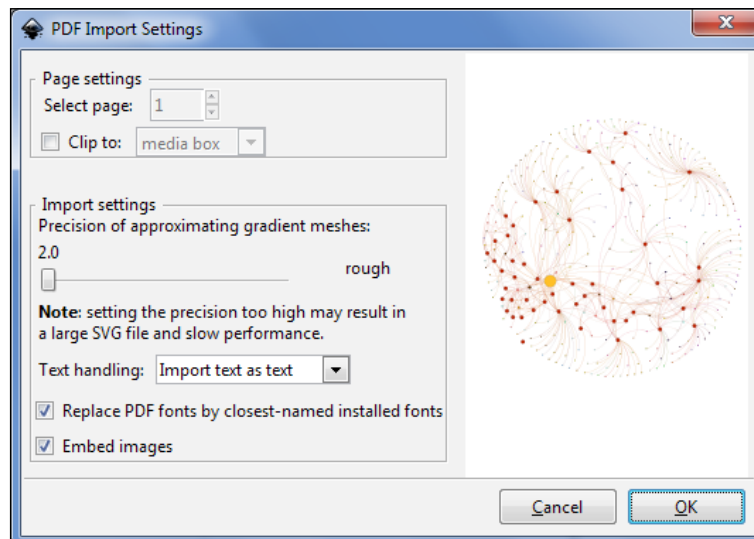 PDF Import Settings
Page settings
Select page: 1
Clip to: media box
Import settings
Precision of approximating gradient meshes:
2.0
rough
Note: setting the precision too high may result in
a large SVG file and slow performance.
Text handling: Import text as text
Replace PDF fonts by closest-named installed fonts
Embed images
Cancel OK